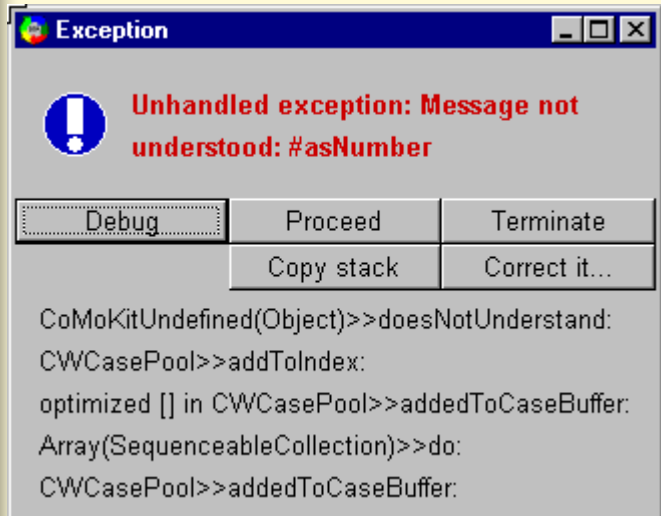 Exception
Unhandled exception: Message not
understood: #asNumber
Debug Proceed Terminate
Copy stack Correct it...
CoMoKitUndefined(Object)>>doesNotUnderstand:
CWCasePool>>addToIndex:
optimized [] in CWCasePool>>addedToCaseBuffer:
Array(SequenceableCollection)>>do:
CWCasePool>>addedToCaseBuffer: